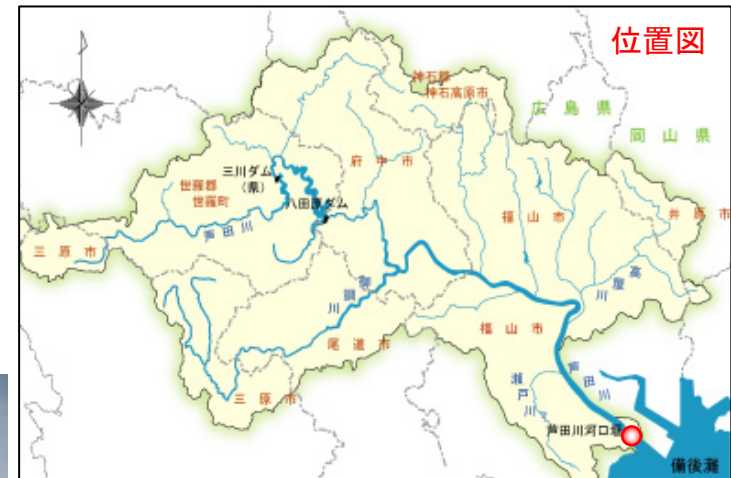 位置図
神石郡
神石高原市
広島県
岡山県
三川ダム
(県)
府中市
世羅郡
世羅町
八田原ダム
福山市
井原市
三原市
芦田川
高屋川
御調川
福山市
尾道市
芦田川
瀬戸川
三原市
芦田川河口堰
備後灘